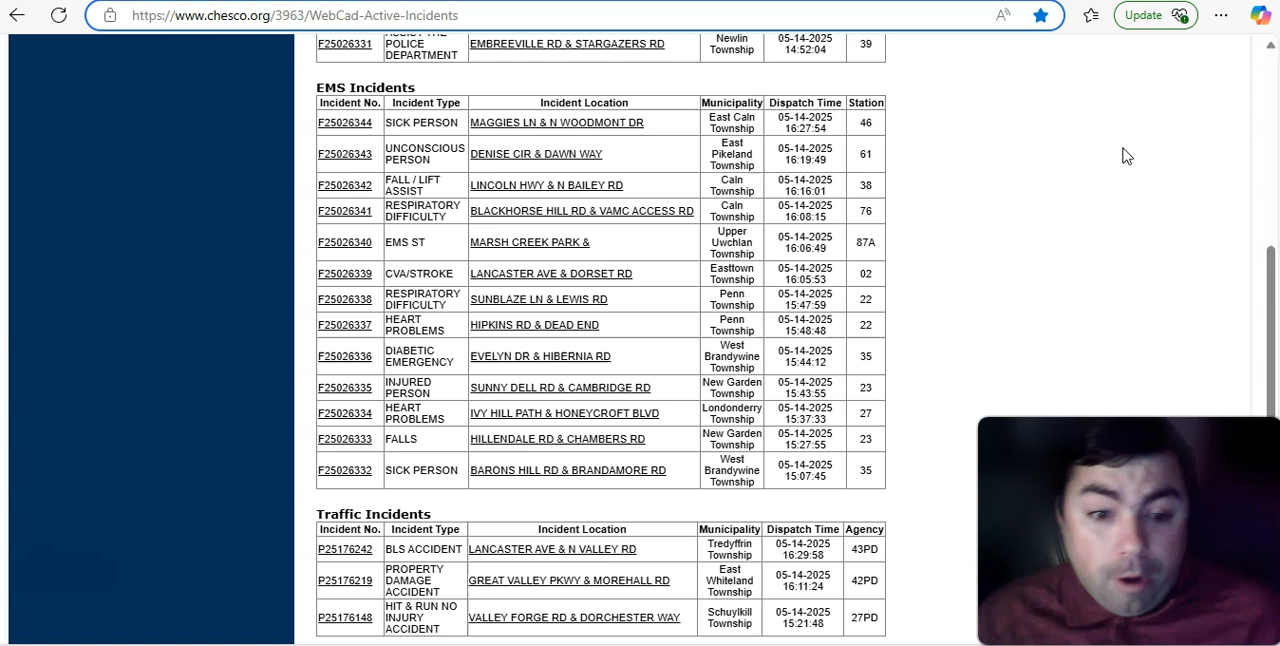 https://www.chesco.org/3963/WebCad-Active-Incidents
Update
F25026331 POLICE DEPARTMENT EMBREEVILLE RD & STARGAZERS RD Newlin Township 05-14-2025 14:52:04 39
EMS Incidents
Incident No. Incident Type Incident Location Municipality Dispatch Time Station
F25026344 SICK PERSON MAGGIES LN & N WOODMONT DR East Caln Township 05-14-2025 16:27:54 46
F25026343 UNCONSCIOUS PERSON DENISE CIR & DAWN WAY East Pikeland Township 05-14-2025 16:19:49 61
F25026342 FALL / LIFT ASSIST LINCOLN HWY & N BAILEY RD Caln Township 05-14-2025 16:16:01 38
F25026341 RESPIRATORY DIFFICULTY BLACKHORSE HILL RD & VAMC ACCESS RD Caln Township 05-14-2025 16:08:15 76
F25026340 EMS ST MARSH CREEK PARK & Upper Uwchlan Township 05-14-2025 16:06:49 87A
F25026339 CVA/STROKE LANCASTER AVE & DORSET RD Easttown Township 05-14-2025 16:05:53 02
F25026338 RESPIRATORY DIFFICULTY SUNBLAZE LN & LEWIS RD Penn Township 05-14-2025 15:47:59 22
F25026337 HEART PROBLEMS HIPKINS RD & DEAD END Penn Township 05-14-2025 15:48:48 22
F25026336 DIABETIC EMERGENCY EVELYN DR & HIBERNIA RD West Brandywine Township 05-14-2025 15:44:12 35
F25026335 INJURED PERSON SUNNY DELL RD & CAMBRIDGE RD New Garden Township 05-14-2025 15:43:55 23
F25026334 HEART PROBLEMS IVY HILL PATH & HONEYCROFT BLVD Londonderry Township 05-14-2025 15:37:33 27
F25026333 FALLS HILLENDALE RD & CHAMBERS RD New Garden Township 05-14-2025 15:27:55 23
F25026332 SICK PERSON BARONS HILL RD & BRANDAMORE RD West Brandywine Township 05-14-2025 15:07:45 35
Traffic Incidents
Incident No. Incident Type Incident Location Municipality Dispatch Time Agency
P25176242 BLS ACCIDENT LANCASTER AVE & N VALLEY RD Tredyffrin Township 05-14-2025 16:29:58 43PD
P25176219 PROPERTY DAMAGE ACCIDENT GREAT VALLEY PKWY & MOREHALL RD East Whiteland Township 05-14-2025 16:11:24 42PD
P25176148 HIT & RUN NO INJURY ACCIDENT VALLEY FORGE RD & DORCHESTER WAY Schuylkill Township 05-14-2025 15:21:48 27PD